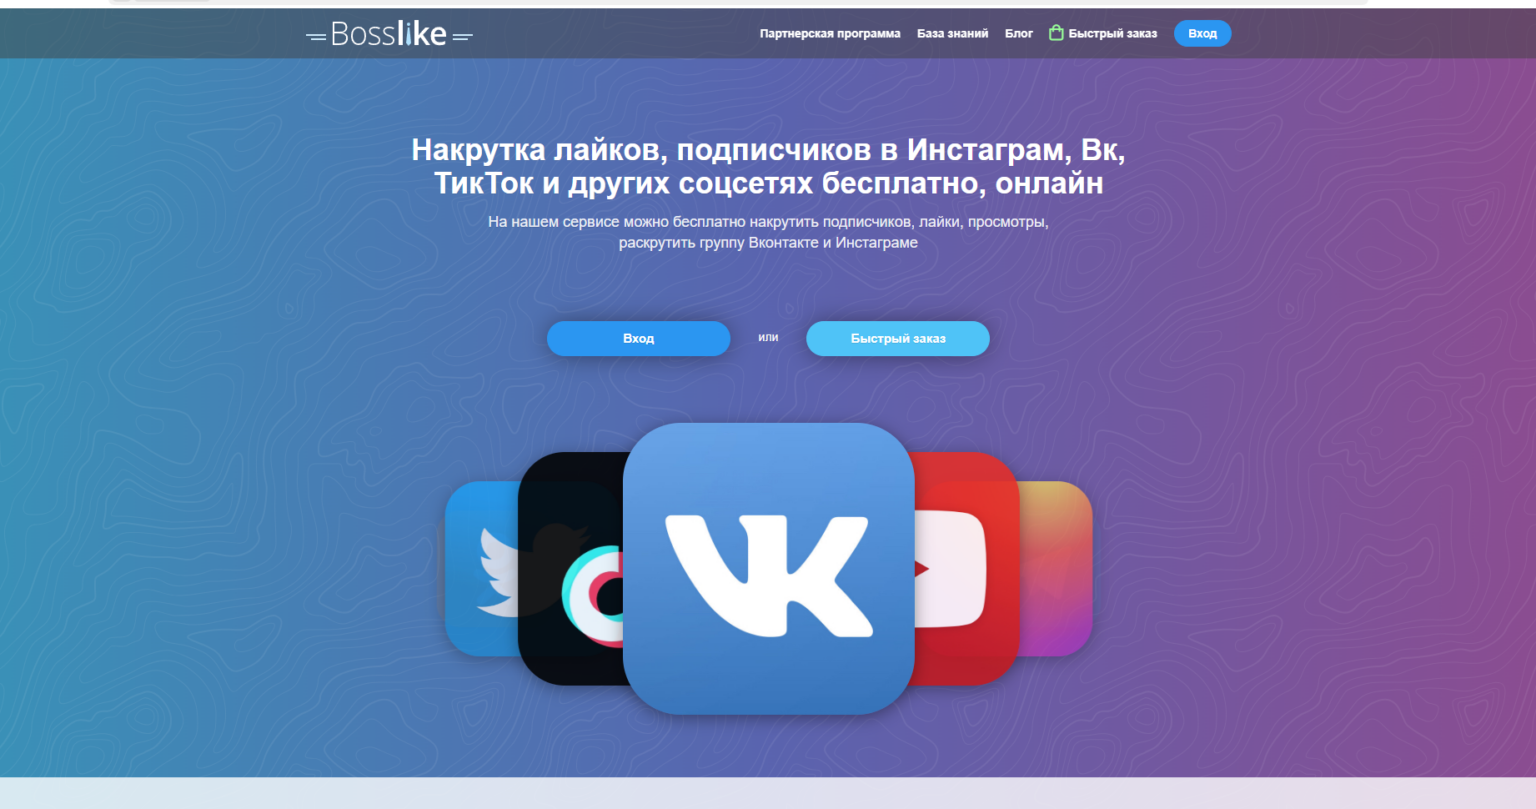 Bosslike
Партнерская программа База знаний Блог Быстрый заказ Вход
Накрутка лайков, подписчиков в Инстаграм, Вк,
ТикТок и других соцсетях бесплатно, онлайн
На нашем сервисе можно бесплатно накрутить подписчиков, лайки, просмотры,
раскрутить группу Вконтакте и Инстаграме
Вход или Быстрый заказ